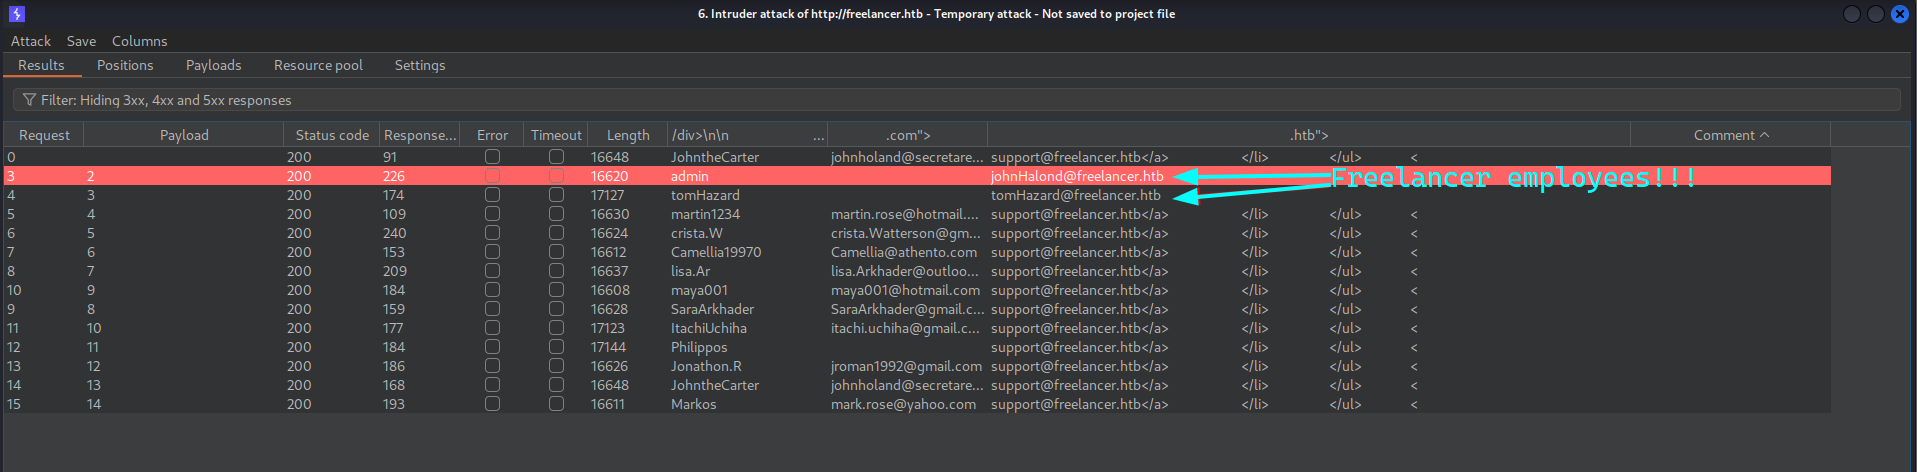 6. Intruder attack of http://freelancer.htb - Temporary attack - Not saved to project file
Attack Save Columns
Results Positions Payloads Resource pool Settings
Filter: Hiding 3xx, 4xx and 5xx responses
Request Payload Status code Response... Error Timeout Length /div>\n\n ... .com"> .htb"> Comment
0 200 91 16648 JohntheCarter johnholand@secretare... support@freelancer.htb</a> </li> </ul> <
3 2 200 226 16620 admin johnHalond@freelancer.htb
Freelancer employees!!!
4 3 200 174 17127 tomHazard tomHazard@freelancer.htb
5 4 200 109 16630 martin1234 martin.rose@hotmail.... support@freelancer.htb</a> </li> </ul> <
6 5 200 240 16624 crista.W crista.Watterson@gm... support@freelancer.htb</a> </li> </ul> <
7 6 200 153 16612 Camellia19970 Camellia@athento.com support@freelancer.htb</a> </li> </ul> <
8 7 200 209 16637 lisa.Ar lisa.Arkhader@outloo... support@freelancer.htb</a> </li> </ul> <
10 9 200 184 16608 maya001 maya001@hotmail.com support@freelancer.htb</a> </li> </ul> <
9 8 200 159 16628 SaraArkhader SaraArkhader@gmail.c... support@freelancer.htb</a> </li> </ul> <
11 10 200 177 17123 ItachiUchiha itachi.uchiha@gmail.c... support@freelancer.htb</a> </li> </ul> <
12 11 200 184 17144 Philippos support@freelancer.htb</a> </li> </ul> <
13 12 200 186 16626 Jonathon.R jroman1992@gmail.com support@freelancer.htb</a> </li> </ul> <
14 13 200 168 16648 JohntheCarter johnholand@secretare... support@freelancer.htb</a> </li> </ul> <
15 14 200 193 16611 Markos mark.rose@yahoo.com support@freelancer.htb</a> </li> </ul> <